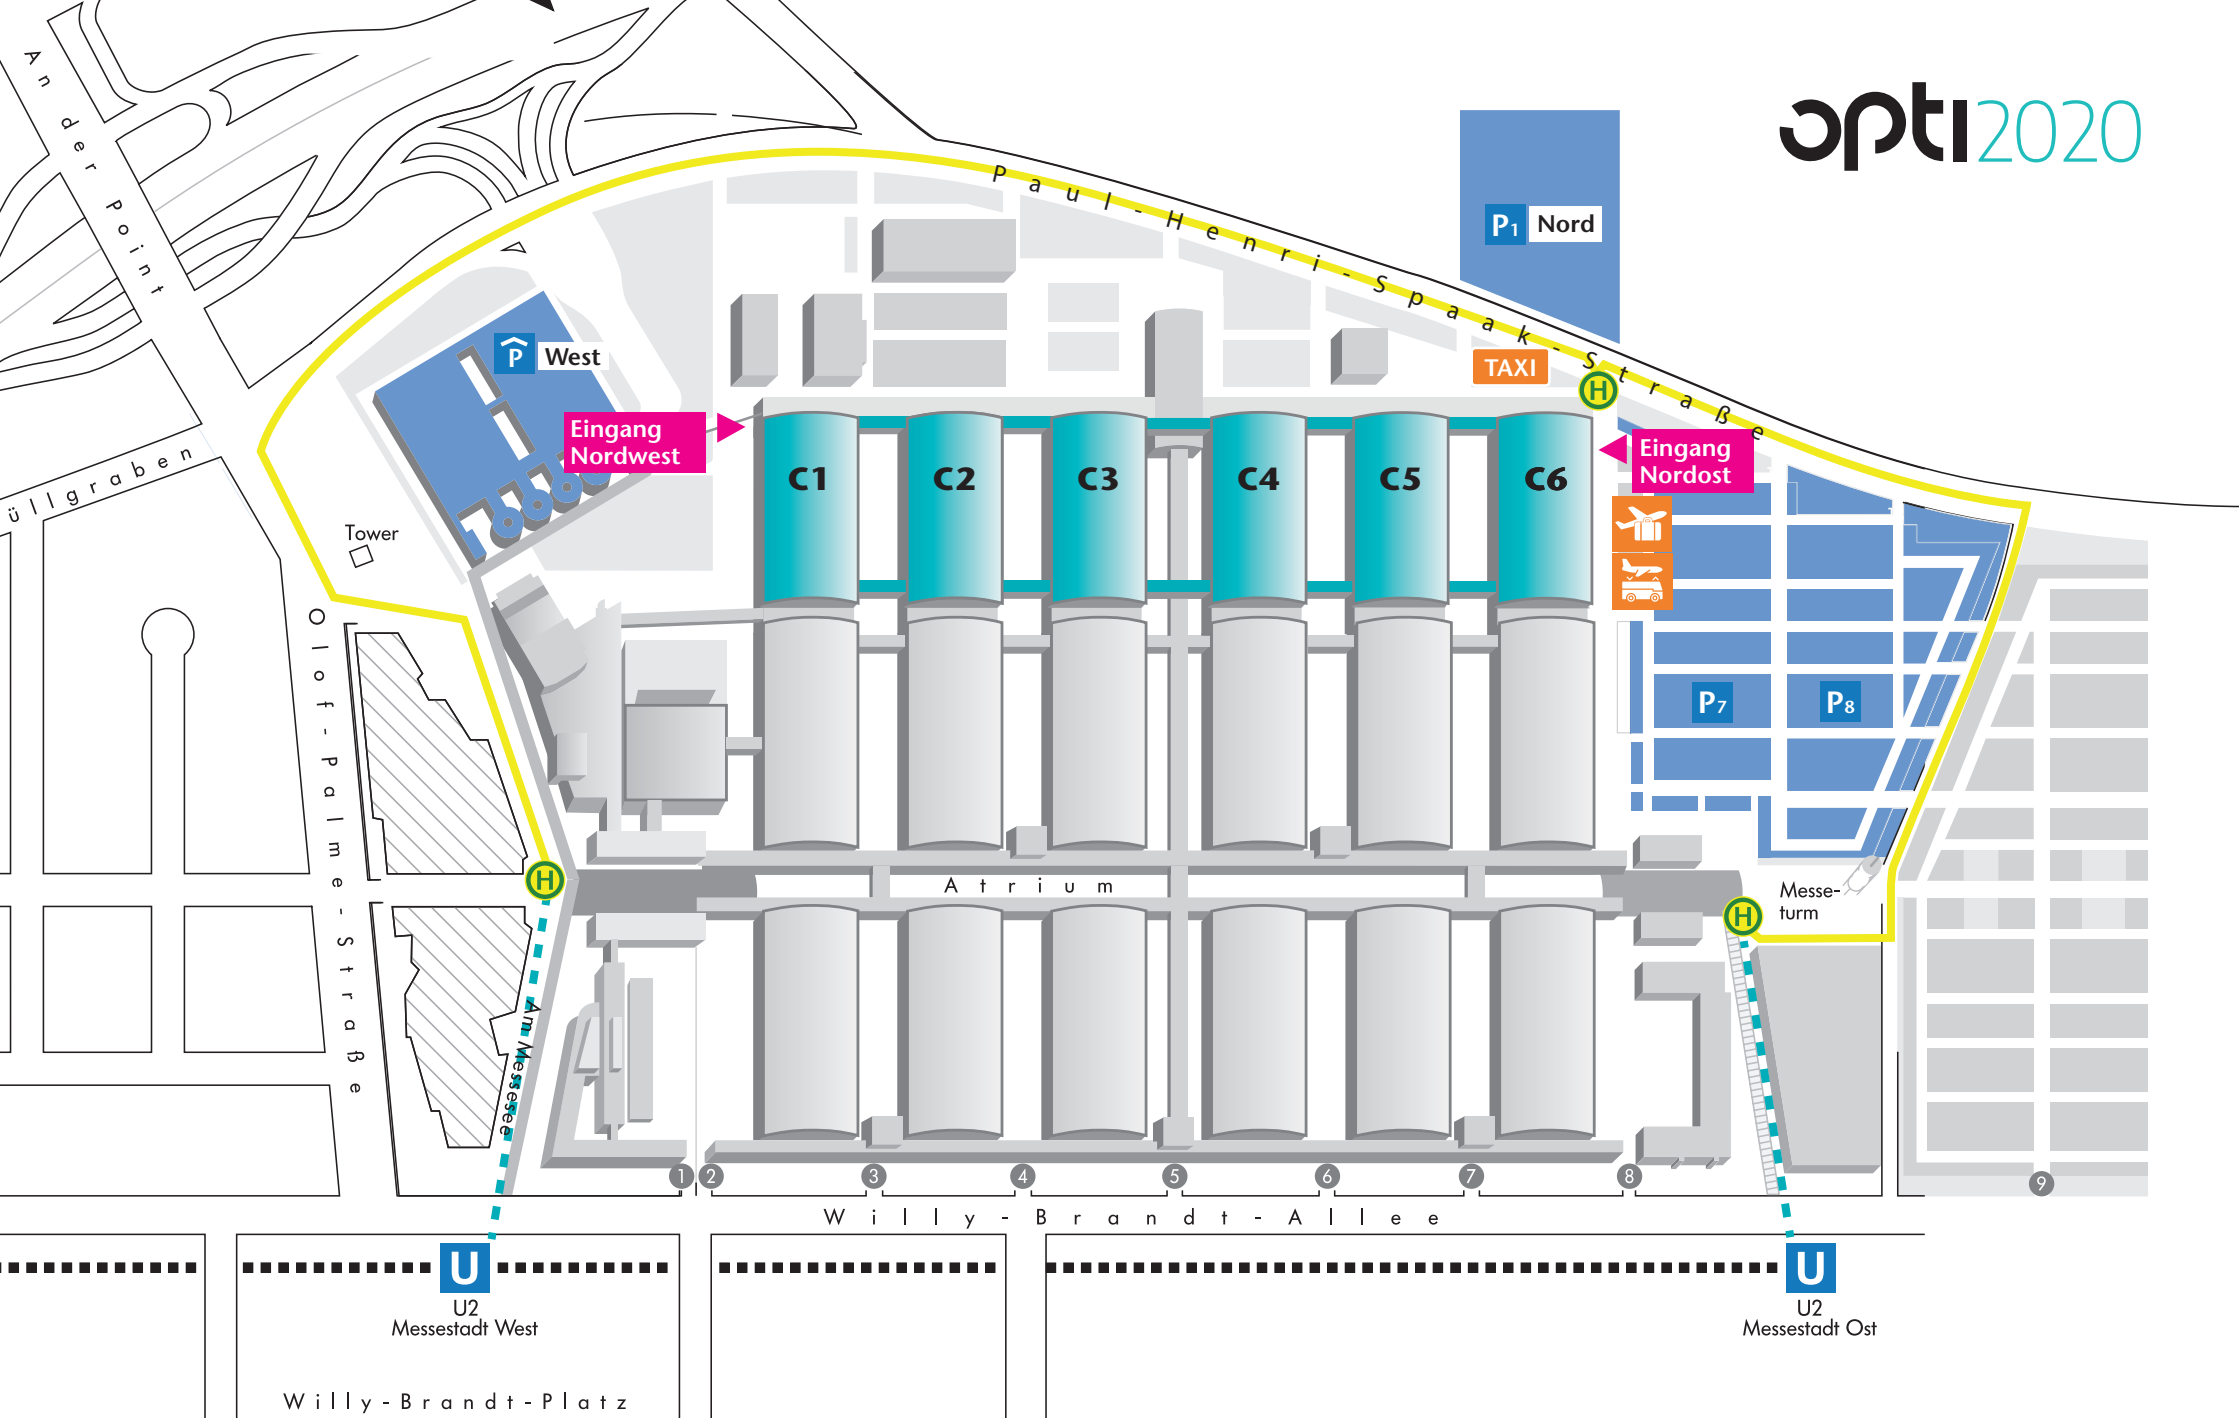 An der Point
opti2020
P1 Nord
Paul-Henri-Spaak-Straße
P West
TAXI
H
Eingang
Nordwest
Eingang
Nordost
C1
C2
C3
C4
C5
C6
üllgraben
Tower
Olof-Palme-Straße
P7
P8
H
Atrium
Messe-
turm
H
Am Messesee
1
2
3
4
5
6
7
8
9
Willy-Brandt-Allee
U
U2
Messestadt West
U
U2
Messestadt Ost
Willy-Brandt-Platz